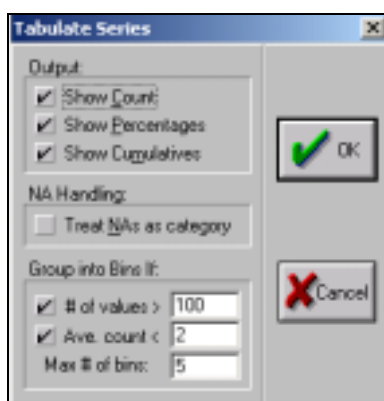 Tabulate Series
Output:
Show Count
Show Percentages
Show Cumulatives
NA Handling:
Treat NAs as category
Group into Bins If:
# of values > 100
Ave. count < 2
Max # of bins: 5
OK
Cancel